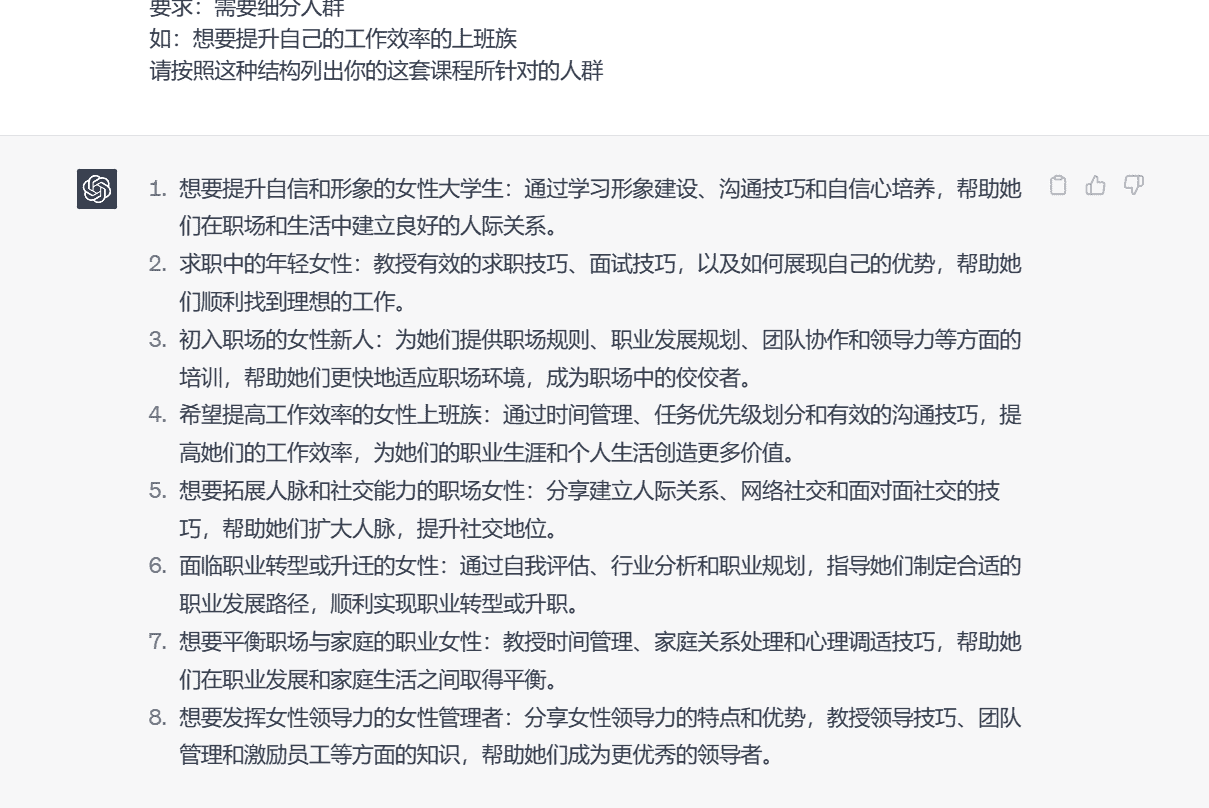 要求：需要细分人群
如：想要提升自己的工作效率的上班族
请按照这种结构列出你的这套课程所针对的人群
1. 想要提升自信和形象的女性大学生：通过学习形象建设、沟通技巧和自信心培养，帮助她
们在职场和生活中建立良好的人际关系。
2. 求职中的年轻女性：教授有效的求职技巧、面试技巧，以及如何展现自己的优势，帮助她
们顺利找到理想的工作。
3. 初入职场的女性新人：为她们提供职场规则、职业发展规划、团队协作和领导力等方面的
培训，帮助她们更快地适应职场环境，成为职场中的佼佼者。
4. 希望提高工作效率的女性上班族：通过时间管理、任务优先级划分和有效的沟通技巧，提
高她们的工作效率，为她们的职业生涯和个人生活创造更多价值。
5. 想要拓展人脉和社交能力的职场女性：分享建立人际关系、网络社交和面对面社交的技
巧，帮助她们扩大人脉，提升社交地位。
6. 面临职业转型或升迁的女性：通过自我评估、行业分析和职业规划，指导她们制定合适的
职业发展路径，顺利实现职业转型或升职。
7. 想要平衡职场与家庭的职业女性：教授时间管理、家庭关系处理和心理调适技巧，帮助她
们在职业发展和家庭生活之间取得平衡。
8. 想要发挥女性领导力的女性管理者：分享女性领导力的特点和优势，教授领导技巧、团队
管理和激励员工等方面的知识，帮助她们成为更优秀的领导者。